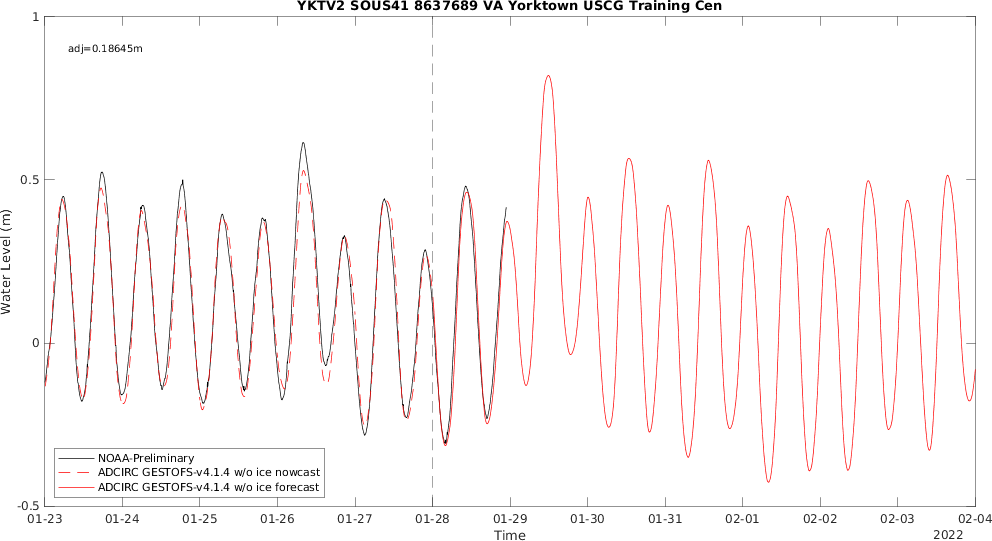 YKTV2 SOUS41 8637689 VA Yorktown USCG Training Cen
1
adj=0.18645m
0.5
Water Level (m)
0
NOAA-Preliminary
ADCIRC GESTOFS-v4.1.4 w/o ice nowcast
ADCIRC GESTOFS-v4.1.4 w/o ice forecast
-0.5
01-23 01-24 01-25 01-26 01-27 01-28 01-29 01-30 01-31 02-01 02-02 02-03 02-04
Time
2022